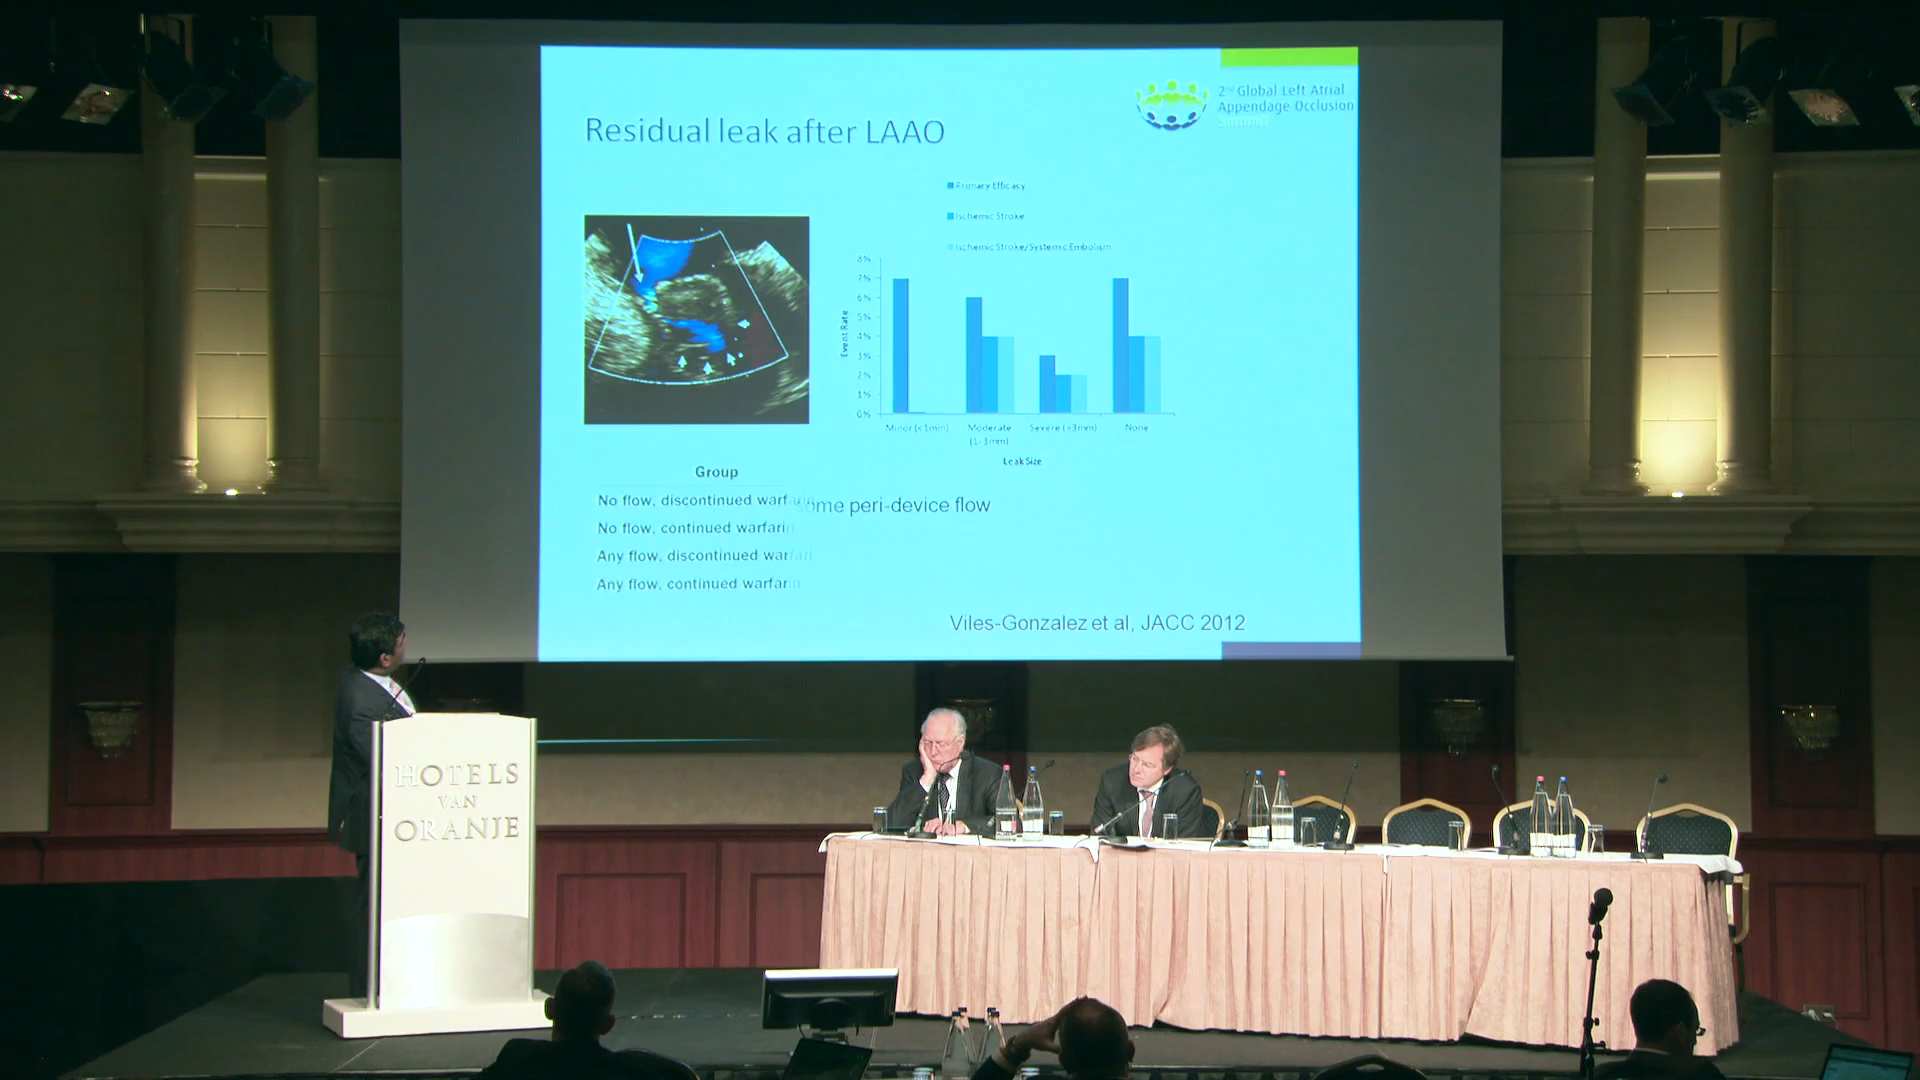 2nd Global Left Atrial
Appendage Occlusion
Summit
Residual leak after LAAO
Primary Efficacy
Ischemic Stroke
Ischemic Stroke/Systemic Embolism
8%
7%
6%
5%
4%
3%
2%
1%
0%
Event Rate
Minor (<1mm)
Moderate
(1-3mm)
Severe (>3mm)
None
Leak Size
Group
No flow, discontinued warfarin
some peri-device flow
No flow, continued warfarin
Any flow, discontinued warfarin
Any flow, continued warfarin
Viles-Gonzalez et al, JACC 2012
HOTELS
VAN
ORANJE